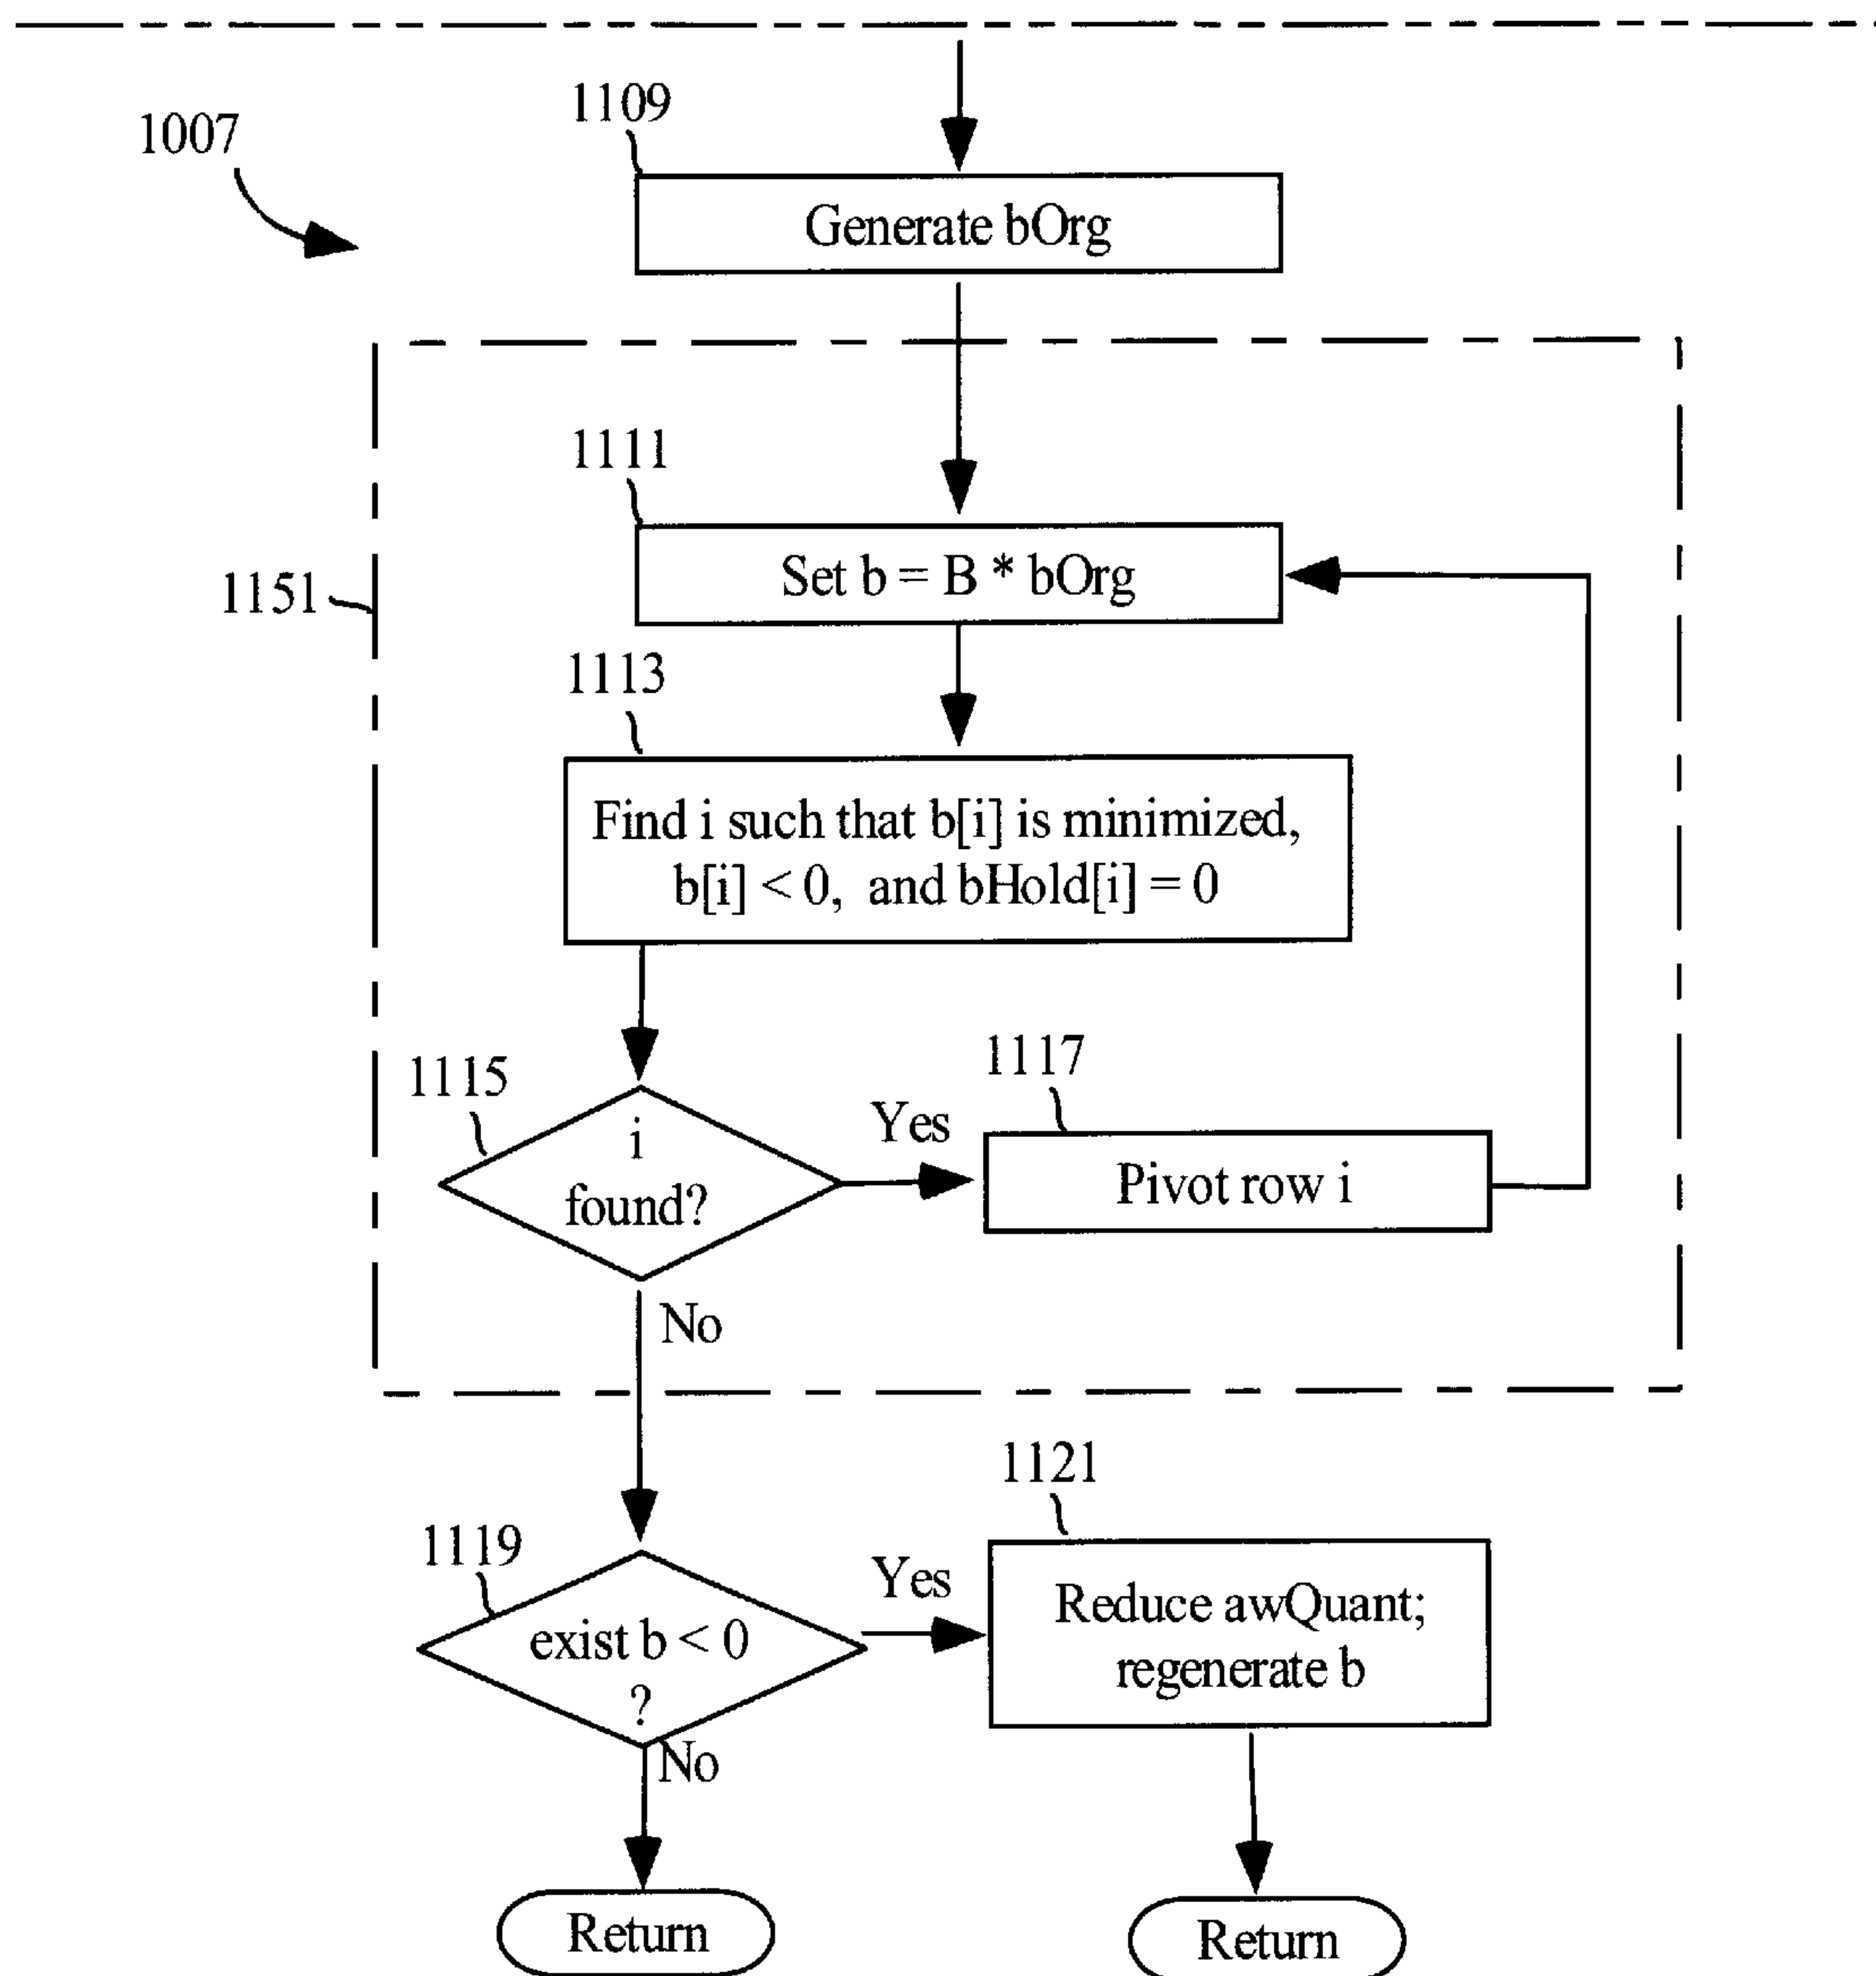 1109
1007
Generate bOrg
1111
Set b = B * bOrg
1151
1113
Find i such that b[i] is minimized,
b[i] < 0, and bHold[i] = 0
1117
1115
Yes
i
found?
Pivot row i
No
1121
1119
Yes
Reduce awQuant;
regenerate b
exist b < 0
?
No
Return
Return